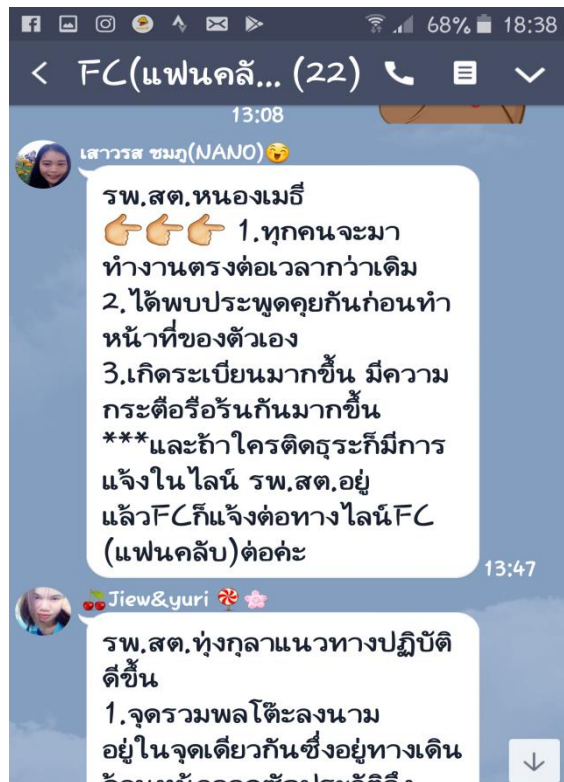 68% 18:38
FC(แฟนคลั... (22)
13:08
เสาวรส ชมภู(NANO)
รพ.สต.หนองเมธี
1.ทุกคนจะมา
ทำงานตรงต่อเวลากว่าเดิม
2.ได้พบประพูดคุยกันก่อนทำ
หน้าที่ของตัวเอง
3.เกิดระเบียนมากขึ้น มีความ
กระตือรือร้นกันมากขึ้น
***และถ้าใครติดธุระก็มีการ
แจ้งในไลน์ รพ.สต.อยู่
แล้วFCก็แจ้งต่อทางไลน์FC
(แฟนคลับ)ต่อค่ะ
13:47
Jiew&yuri
รพ.สต.ทุ่งกุลาแนวทางปฏิบัติ
ดีขึ้น
1.จุดรวมพลโต๊ะลงนาม
อยู่ในจุดเดียวกันซึ่งอยู่ทางเดิน